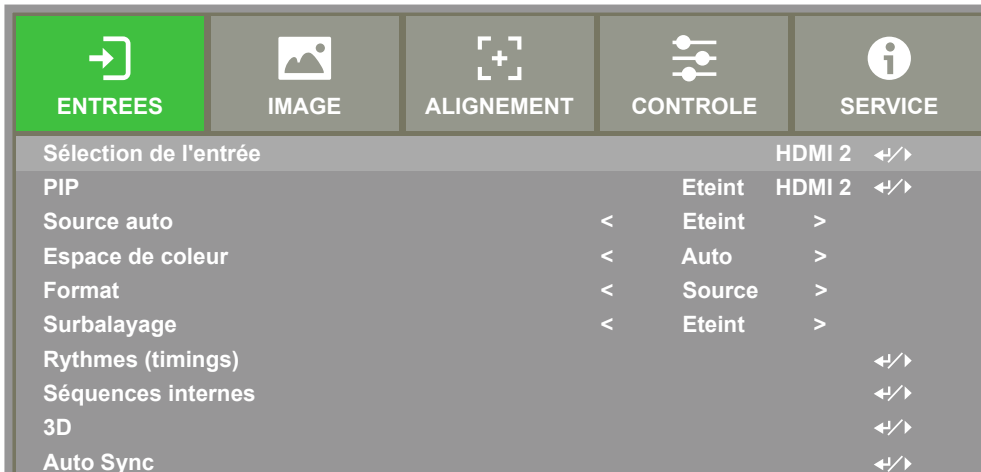 ENTREES IMAGE ALIGNEMENT CONTROLE SERVICE
Sélection de l'entrée HDMI 2
PIP Eteint HDMI 2
Source auto < Eteint >
Espace de coleur < Auto >
Format < Source >
Surbalayage < Eteint >
Rythmes (timings)
Séquences internes
3D
Auto Sync